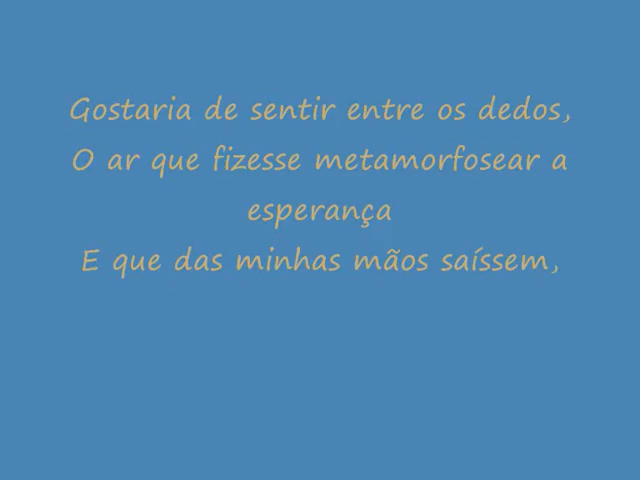 Gostaria de sentir entre os dedos,
O ar que fizesse metamorfosear a
esperança
E que das minhas mãos saíssem,